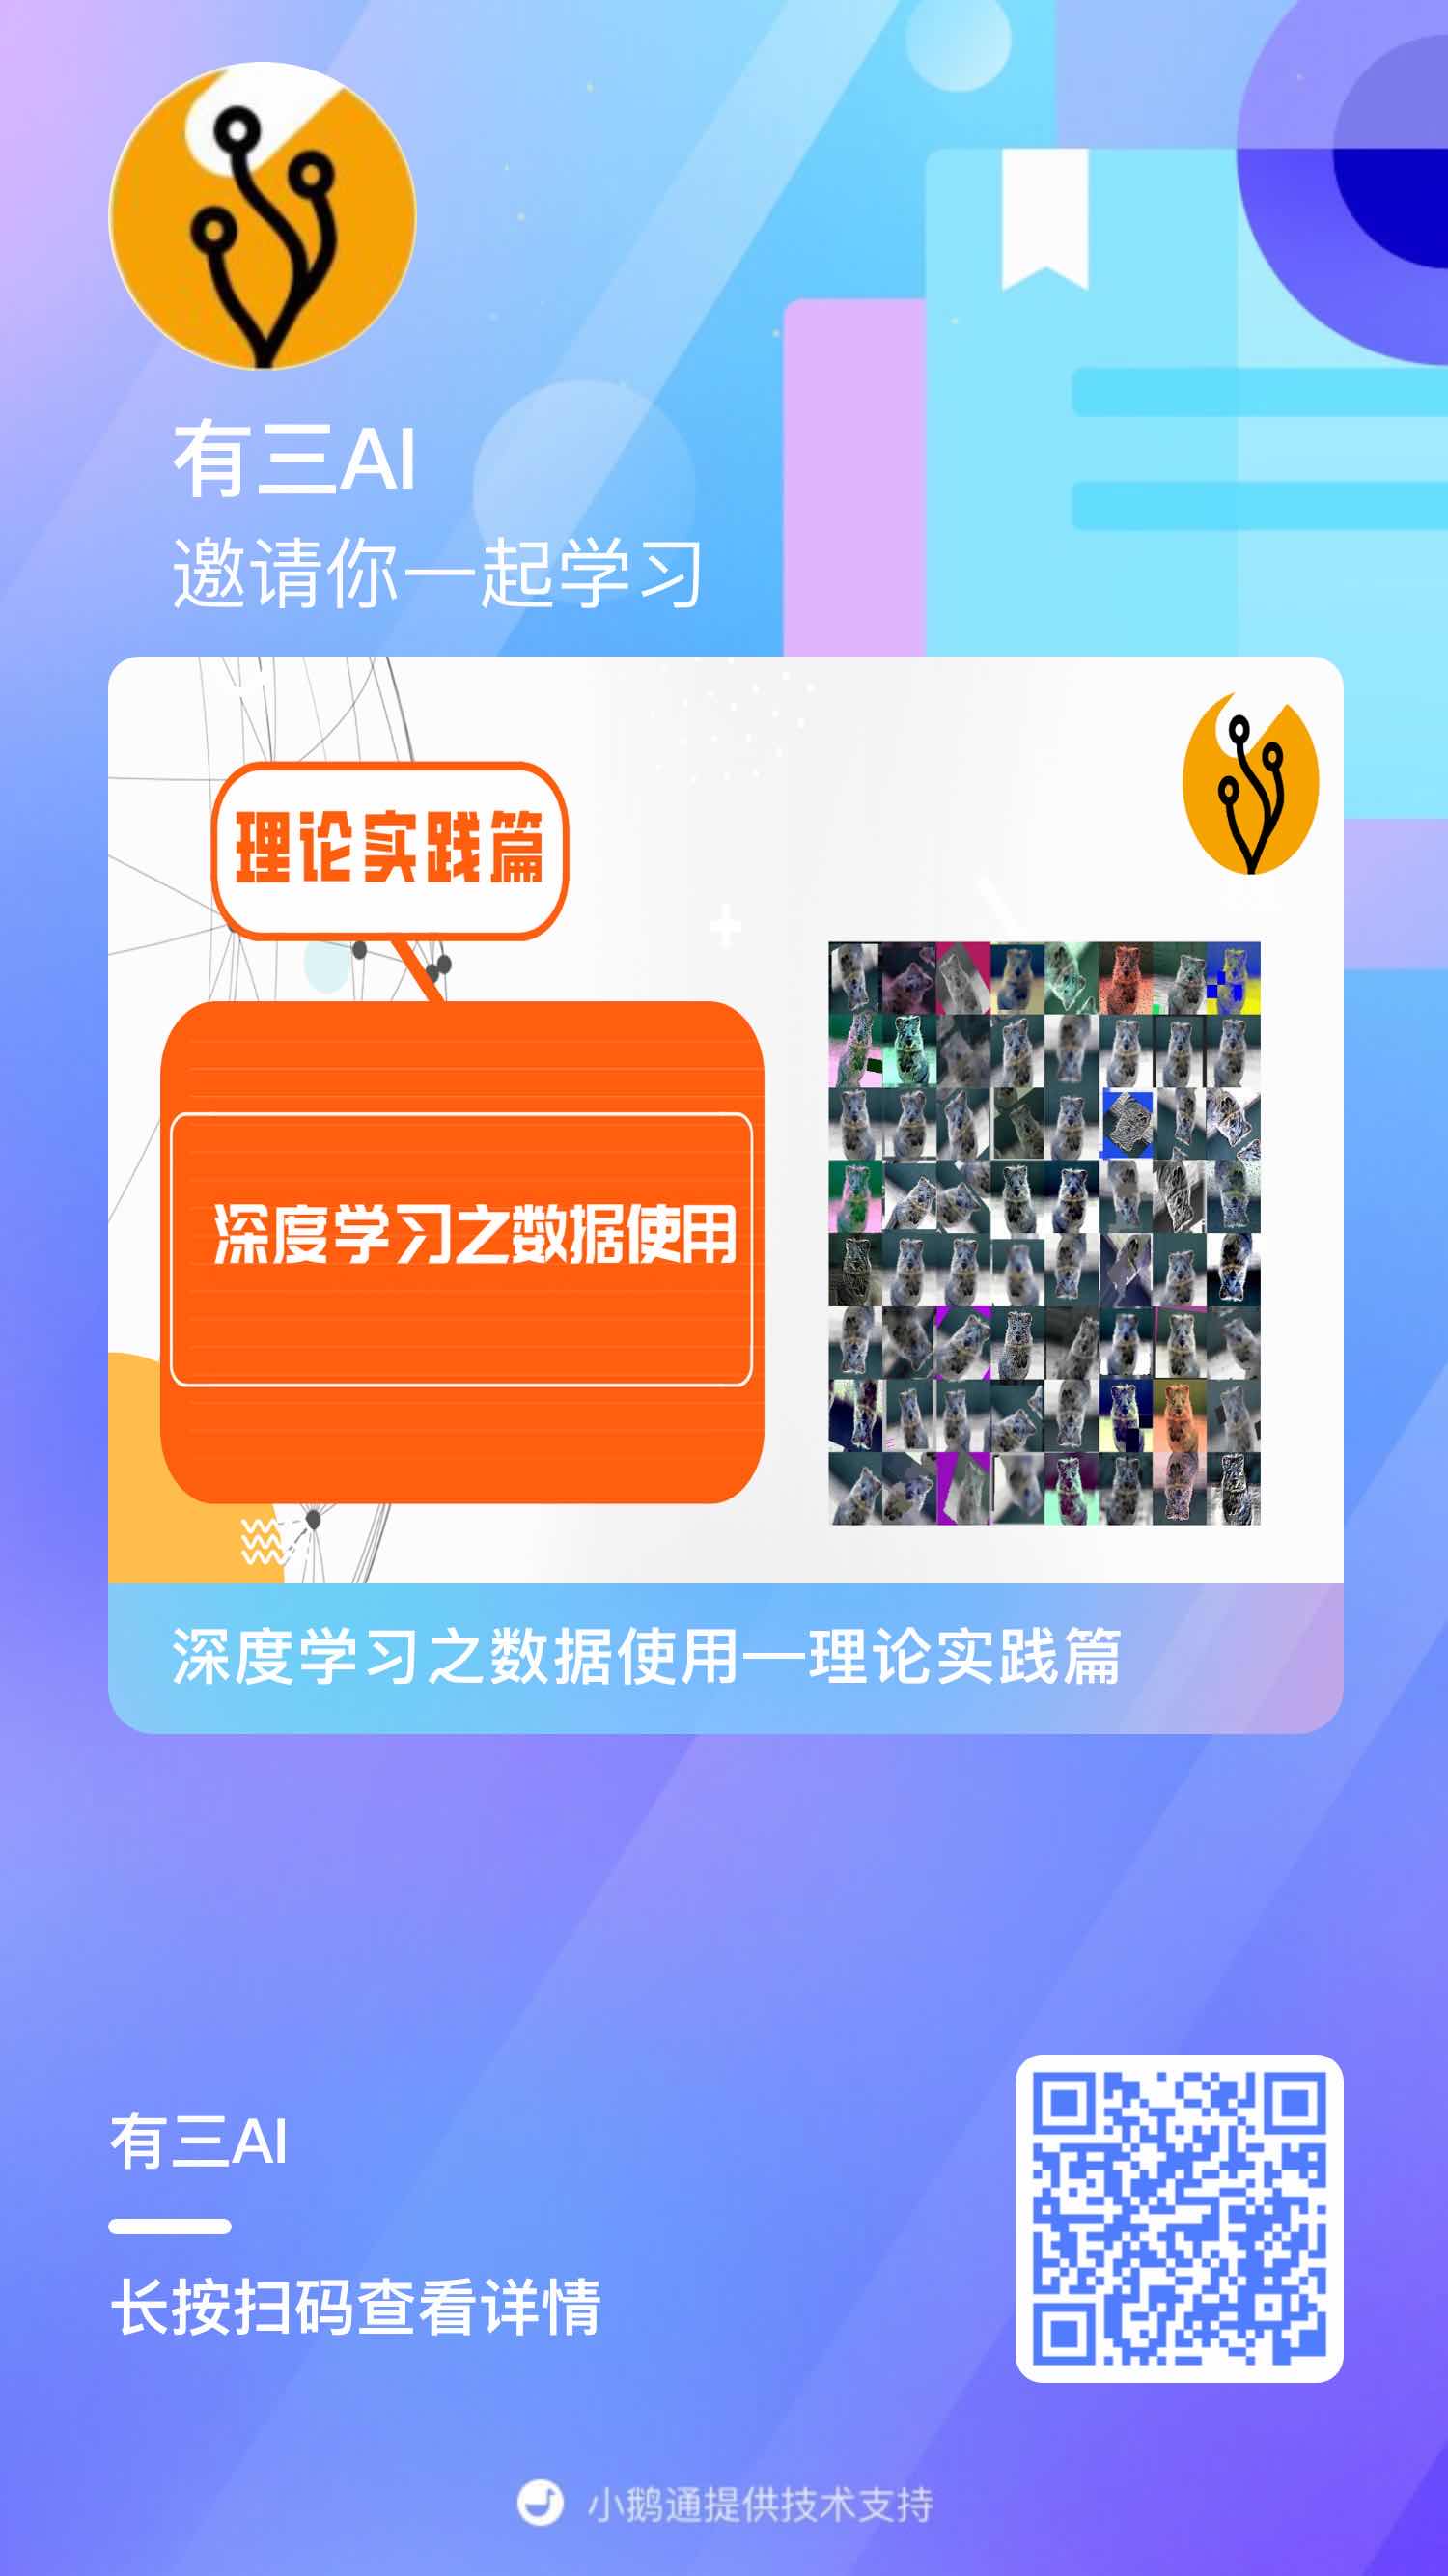 有三AI
邀请你一起学习
理论实践篇
深度学习之数据使用
深度学习之数据使用—理论实践篇
有三AI
长按扫码查看详情
小鹅通提供技术支持